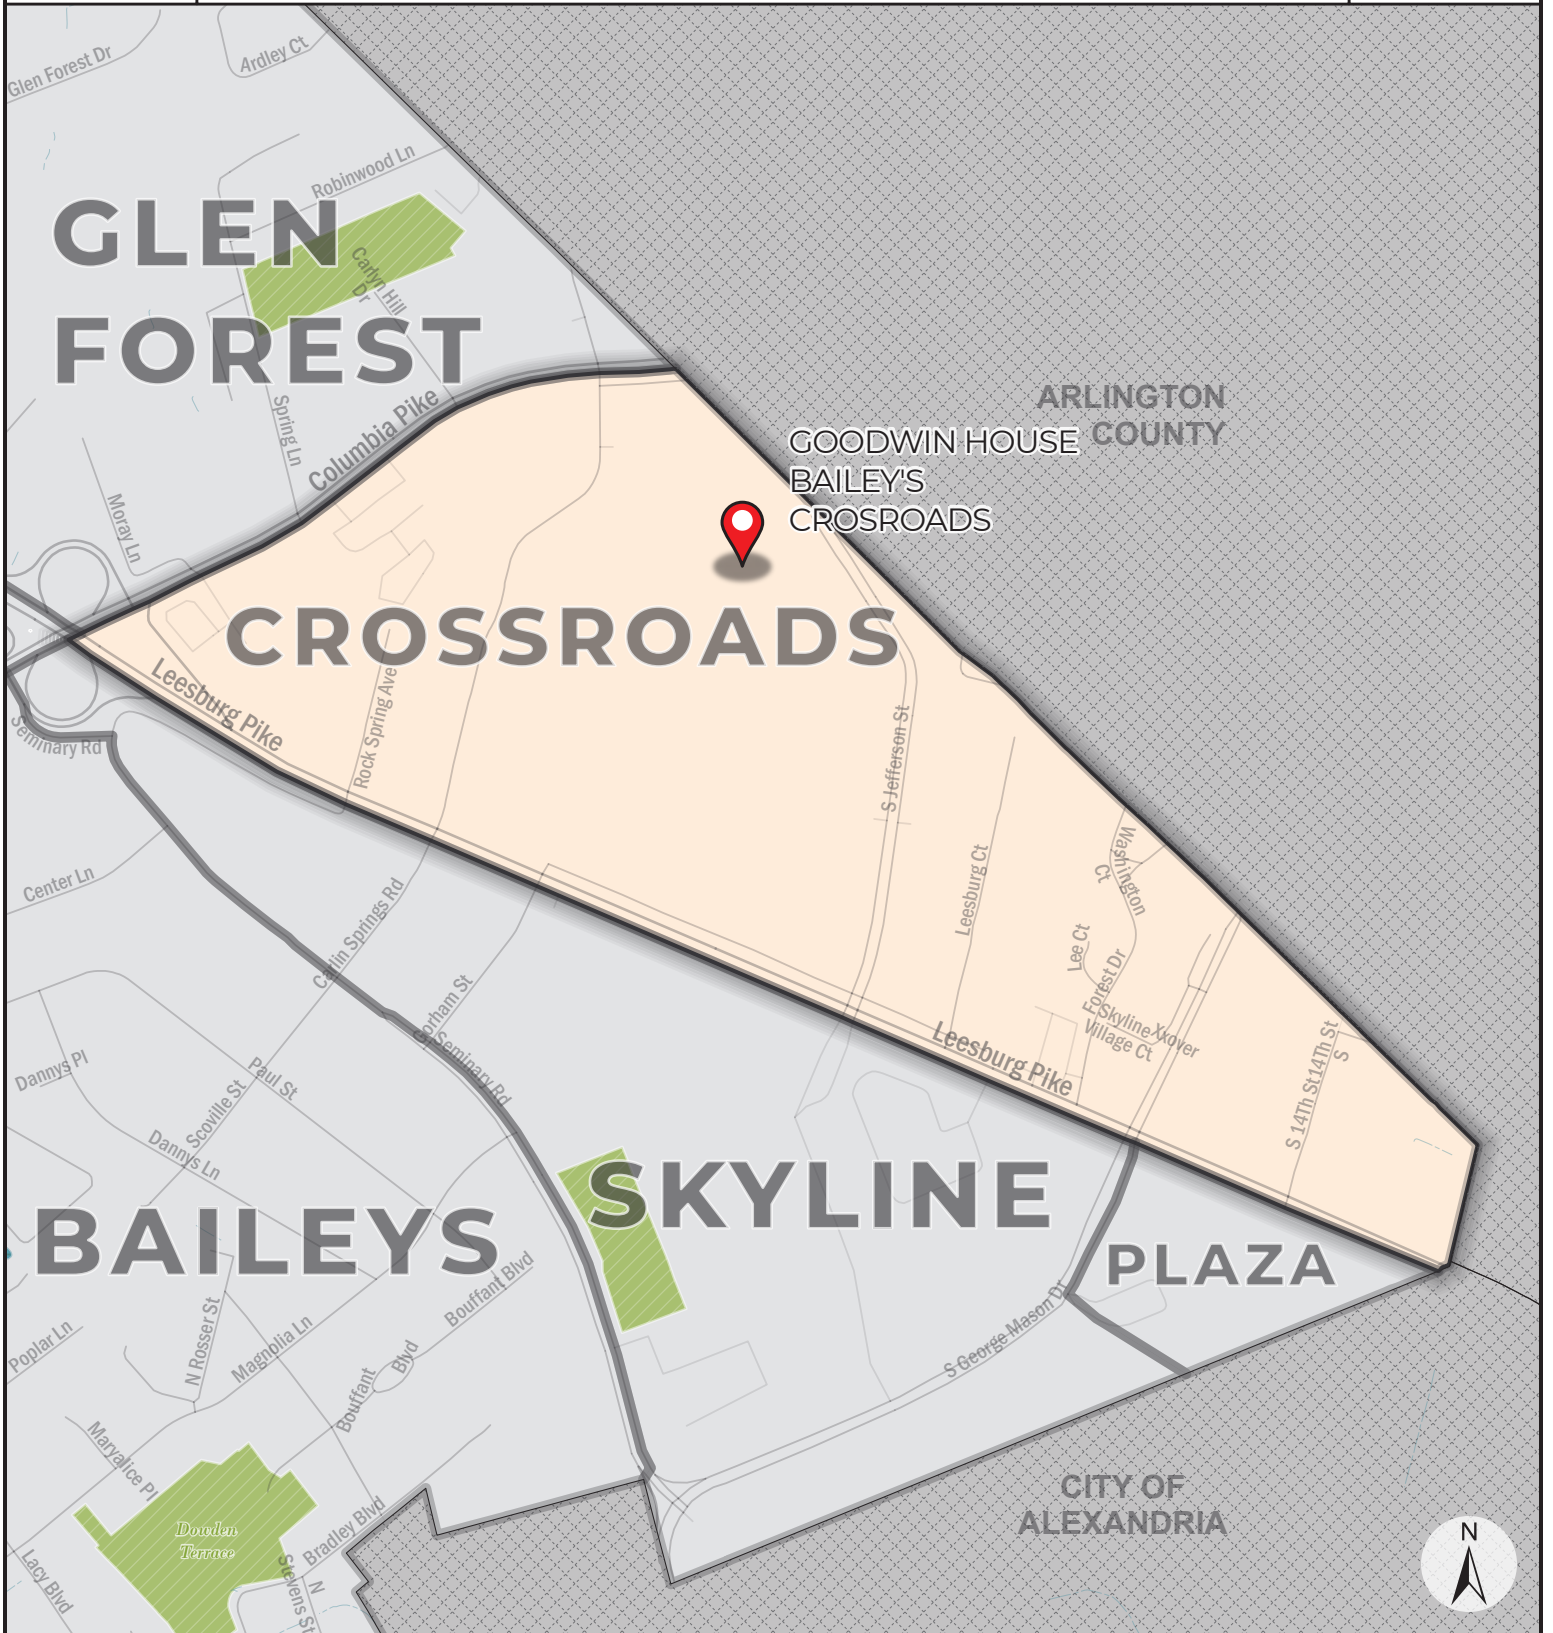 Glen Forest Dr
Ardley Ct
Robinwood Ln
GLEN
FOREST
Carlyn Hill
Dr
Spring Ln
Columbia Pike
Moray Ln
ARLINGTON
COUNTY
GOODWIN HOUSE
BAILEY'S
CROSROADS
CROSSROADS
Leesburg Pike
Rock Spring Ave
Seminary Rd
S Jefferson St
Leesburg Ct
Washington
Ct
Lee Ct
Forest Dr
Skyline
Village Ct
Xxover
Center Ln
Carlin Springs Rd
Gorham St
Seminary Rd
Leesburg Pike
S 14Th St
14Th St
S
Dannys Pl
Paul St
Scoville St
Dannys Ln
BAILEYS
SKYLINE
PLAZA
Bouffant Blvd
N Rosser St
Magnolia Ln
Poplar Ln
Bouffant
Blvd
S George Mason Dr
Maryalice Pl
Dowden
Terrace
Bradley Blvd
Lacy Blvd
N
Stevens St
CITY OF
ALEXANDRIA
N